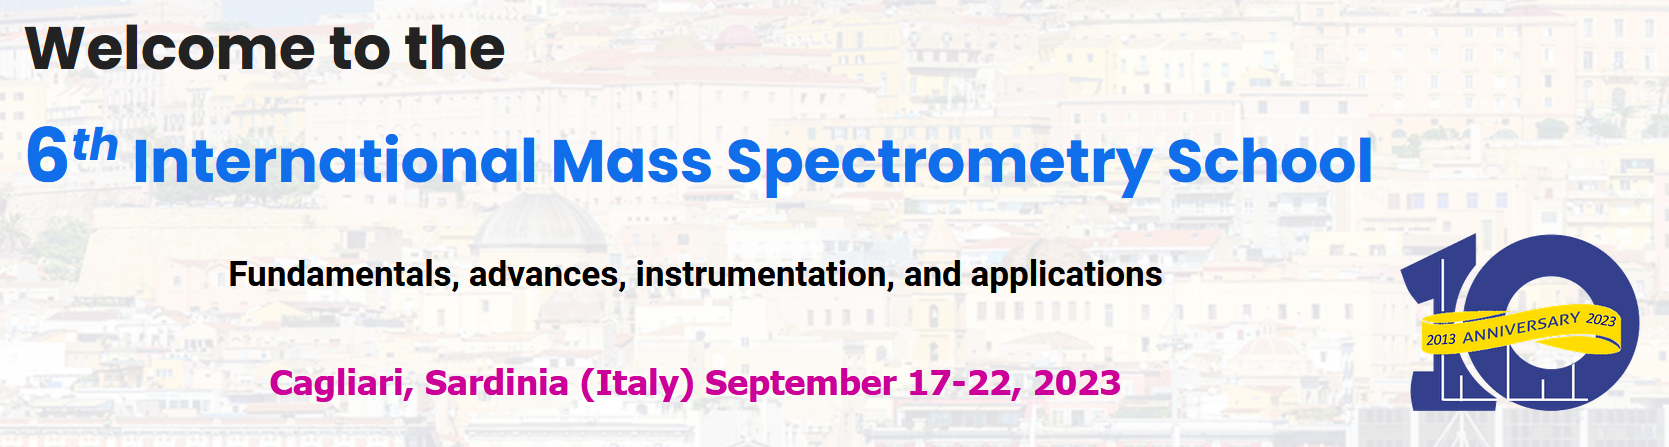 Welcome to the
6th International Mass Spectrometry School
Fundamentals, advances, instrumentation, and applications
Cagliari, Sardinia (Italy) September 17-22, 2023
10
2013 ANNIVERSARY 2023